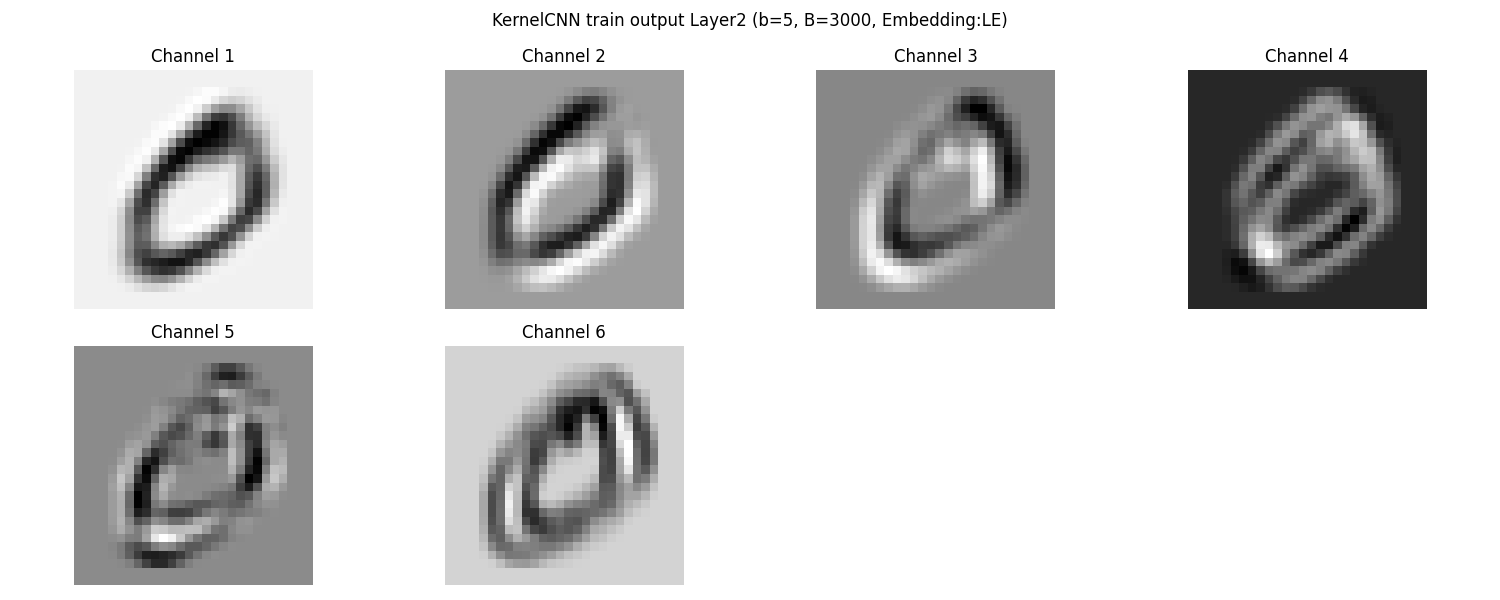 KernelCNN train output Layer2 (b=5, B=3000, Embedding:LE)
Channel 1
Channel 2
Channel 3
Channel 4
Channel 5
Channel 6